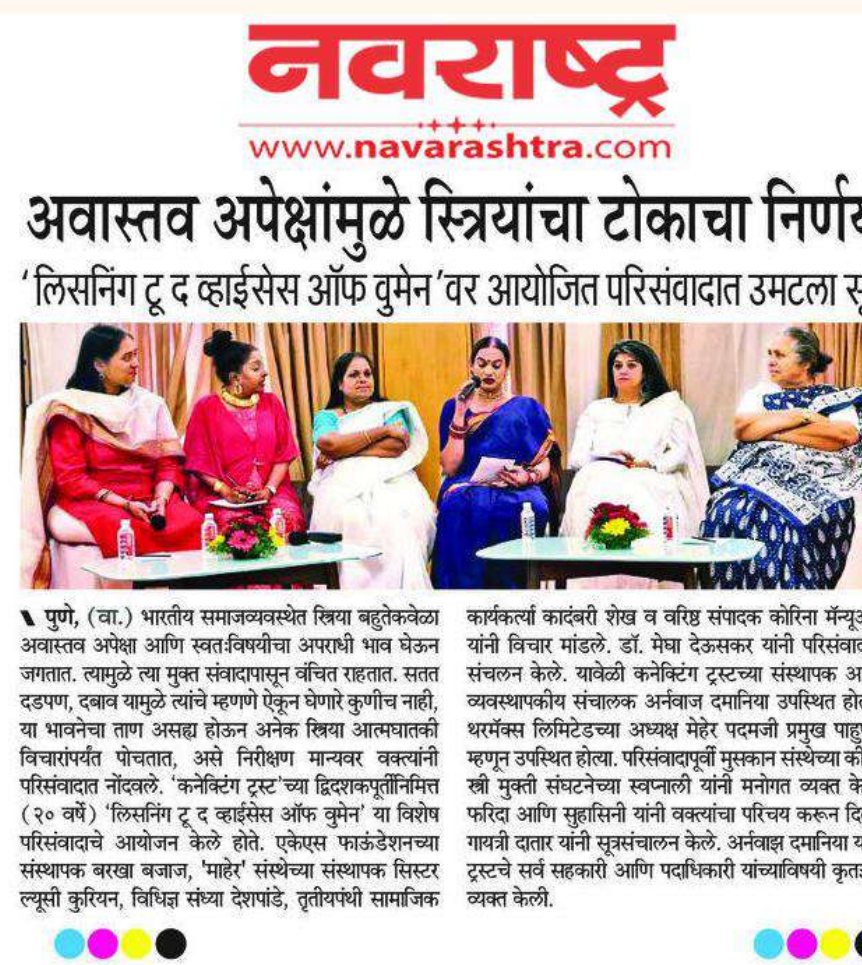 नवराष्ट्र
www.navarashtra.com
अवास्तव अपेक्षांमुळे स्त्रियांचा टोकाचा
'लिसनिंग टू द व्हाईसेस ऑफ वुमेन'वर आयोजित परिसंवादात उमटला
पुणे, (वा.) भारतीय समाजव्यवस्थेत स्त्रिया बहुतेकवेळा
अवास्तव अपेक्षा आणि स्वतःविषयीचा अपराधी भाव घेऊन
जगतात. त्यामुळे त्या मुक्त संवादापासून वंचित राहतात. सतत
दडपण, दबाव यामुळे त्यांचे म्हणणे ऐकून घेणारे कुणीच नाही,
या भावनेचा ताण असह्य होऊन अनेक स्त्रिया आत्मघातकी
विचारांपर्यंत पोचतात, असे निरीक्षण मान्यवर वक्त्यांनी
परिसंवादात नोंदवले. 'कनेक्टिंग ट्रस्ट'च्या द्विदशकपूर्तीनिमित्त
(२० वर्षे) 'लिसनिंग टू द व्हाईसेस ऑफ वुमेन' या विशेष
परिसंवादाचे आयोजन केले होते. एकेएस फाऊंडेशनच्या
संस्थापक बरखा बजाज, 'माहेर' संस्थेच्या संस्थापक सिस्टर
ल्यूसी कुरियन, विधिज्ञ संध्या देशपांडे, तृतीयपंथी सामाजिक
कार्यकर्त्या कादंबरी शेख व वरिष्ठ संपादक कोरिना
यांनी विचार मांडले. डॉ. मेघा देऊसकर यांनी
संचलन केले. यावेळी कनेक्टिंग ट्रस्टच्या संस्थापक
व्यवस्थापकीय संचालक अर्नवाज दमानिया उपस्थित
थरमॅक्स लिमिटेडच्या अध्यक्ष मेहेर पदमजी प्रमुख
म्हणून उपस्थित होत्या. परिसंवादापूर्वी मुसकान संस्थेच्या
स्त्री मुक्ती संघटनेच्या स्वप्नाली यांनी मनोगत व्यक्त
फरिदा आणि सुहासिनी यांनी वक्त्यांचा परिचय करून
गायत्री दातार यांनी सूत्रसंचालन केले. अर्नवाझ दमानिया
ट्रस्टचे सर्व सहकारी आणि पदाधिकारी यांच्याविषयी
व्यक्त केली.